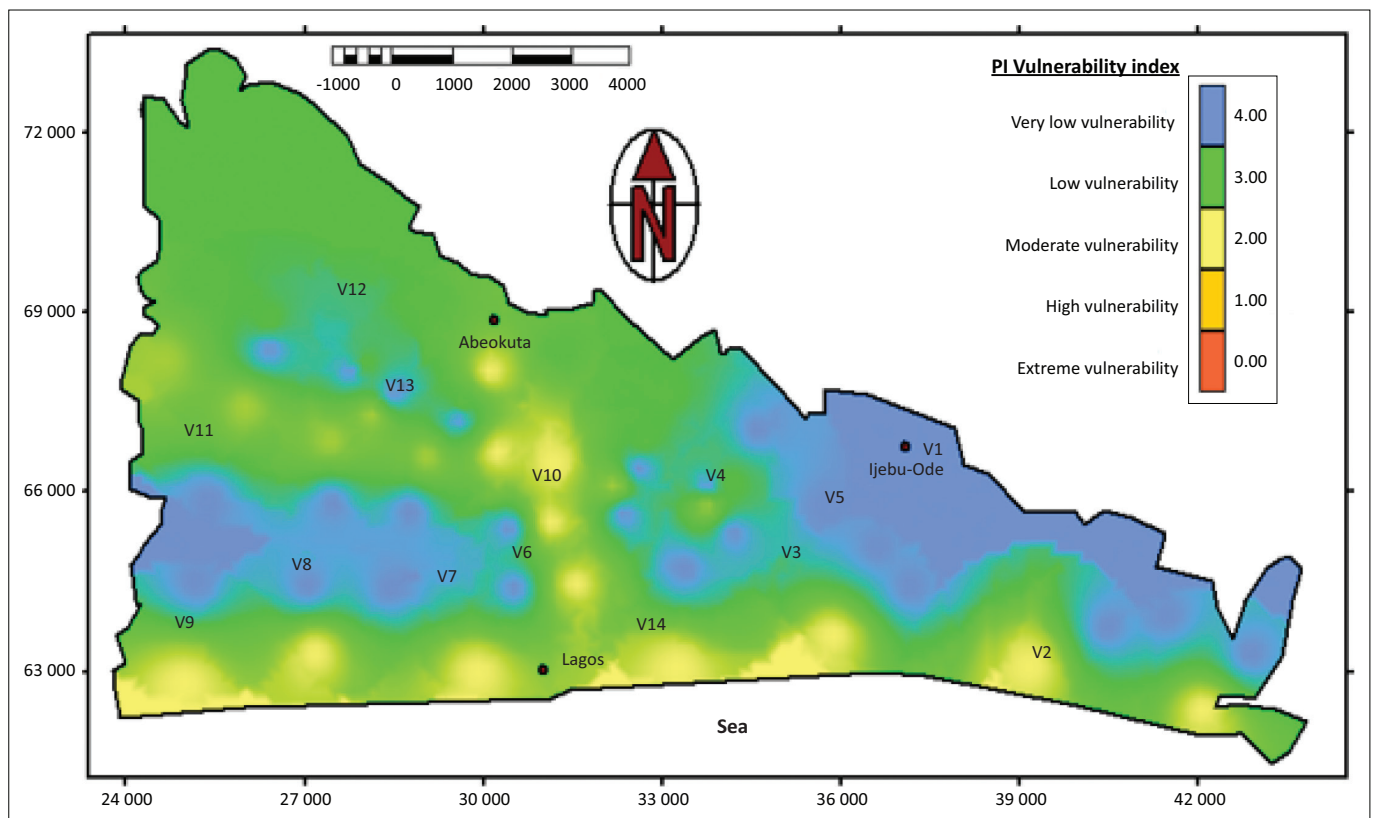 -1000 0 1000 2000 3000 4000
PI Vulnerability index
Very low vulnerability 4.00
Low vulnerability 3.00
Moderate vulnerability 2.00
High vulnerability 1.00
Extreme vulnerability 0.00
N
72 000
69 000
66 000
63 000
V12
Abeokuta
V13
V11
V10
V4
V1
Ijebu-Ode
V5
V6
V3
V8
V7
V9
V14
Lagos
V2
Sea
24 000 27 000 30 000 33 000 36 000 39 000 42 000